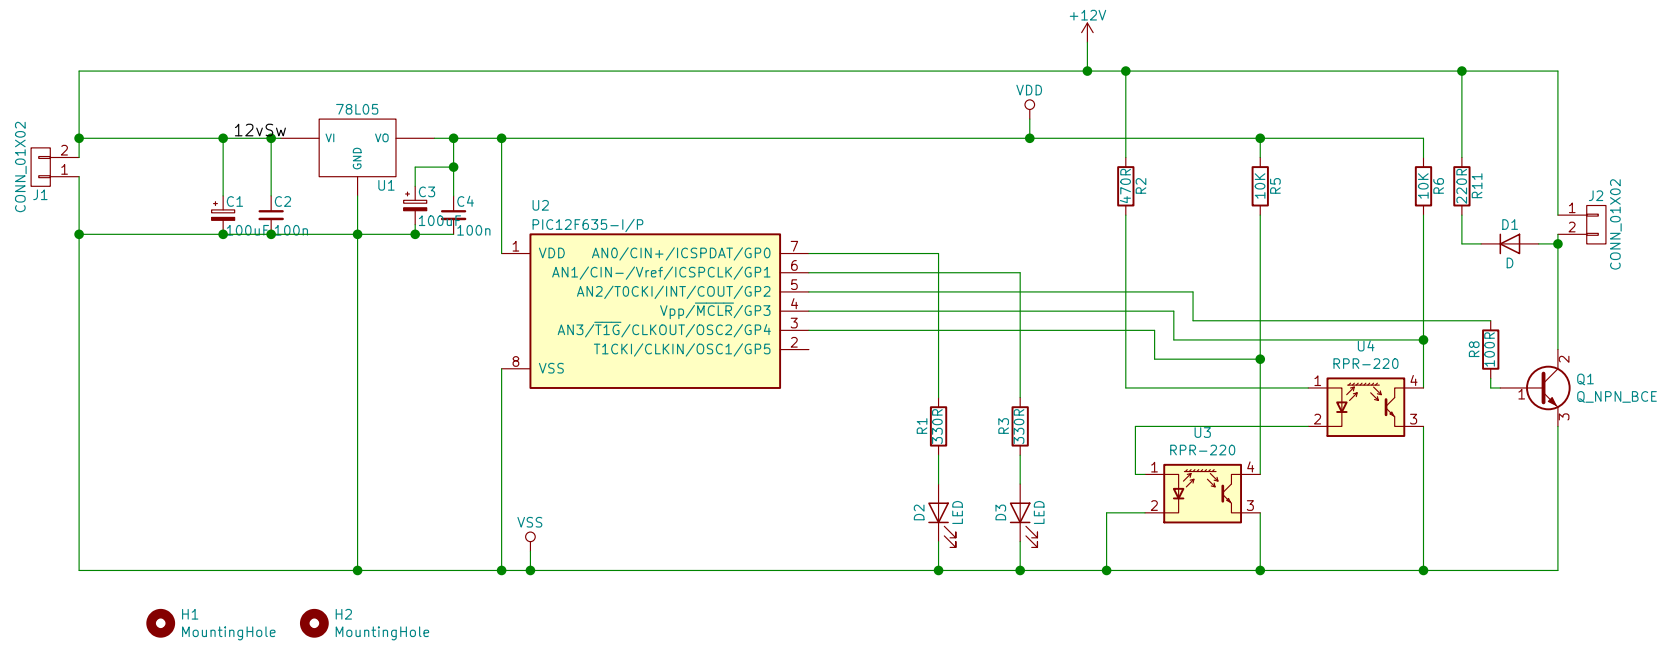 +12V
VDD
78L05
12vSw
VI
VO
GND
U1
CONN_01X02
2
1
J1
C1
100uF
C2
100n
C3
100uF
C4
100n
U2
PIC12F635-I/P
1
VDD
8
VSS
AN0/CIN+/ICSPDAT/GP0
7
AN1/CIN-/Vref/ICSPCLK/GP1
6
AN2/T0CKI/INT/COUT/GP2
5
Vpp/MCLR/GP3
4
AN3/T1G/CLKOUT/OSC2/GP4
3
T1CKI/CLKIN/OSC1/GP5
2
470R
R2
10K
R5
10K
R6
220R
R11
D1
D
J2
1
2
CONN_01X02
R8
100R
Q1
Q_NPN_BCE
1
2
3
U4
RPR-220
1
2
4
3
U3
RPR-220
1
2
4
3
R1
330R
R3
330R
D2
LED
D3
LED
VSS
H1
MountingHole
H2
MountingHole